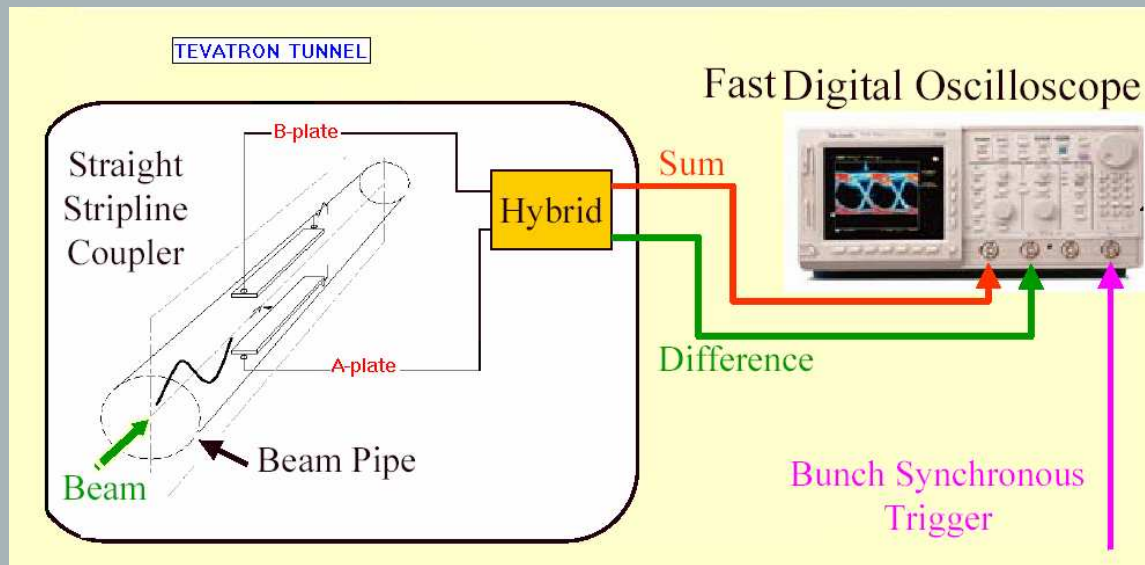 TEVATRON TUNNEL
Fast Digital Oscilloscope
B-plate
Straight
Stripline
Coupler
Sum
Hybrid
A-plate
Difference
Beam Pipe
Beam
Bunch Synchronous
Trigger